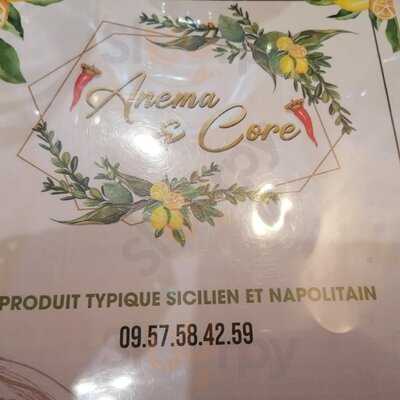 Anema
& Core
PRODUIT TYPIQUE SICILIEN ET NAPOLITAIN
09.57.58.42.59